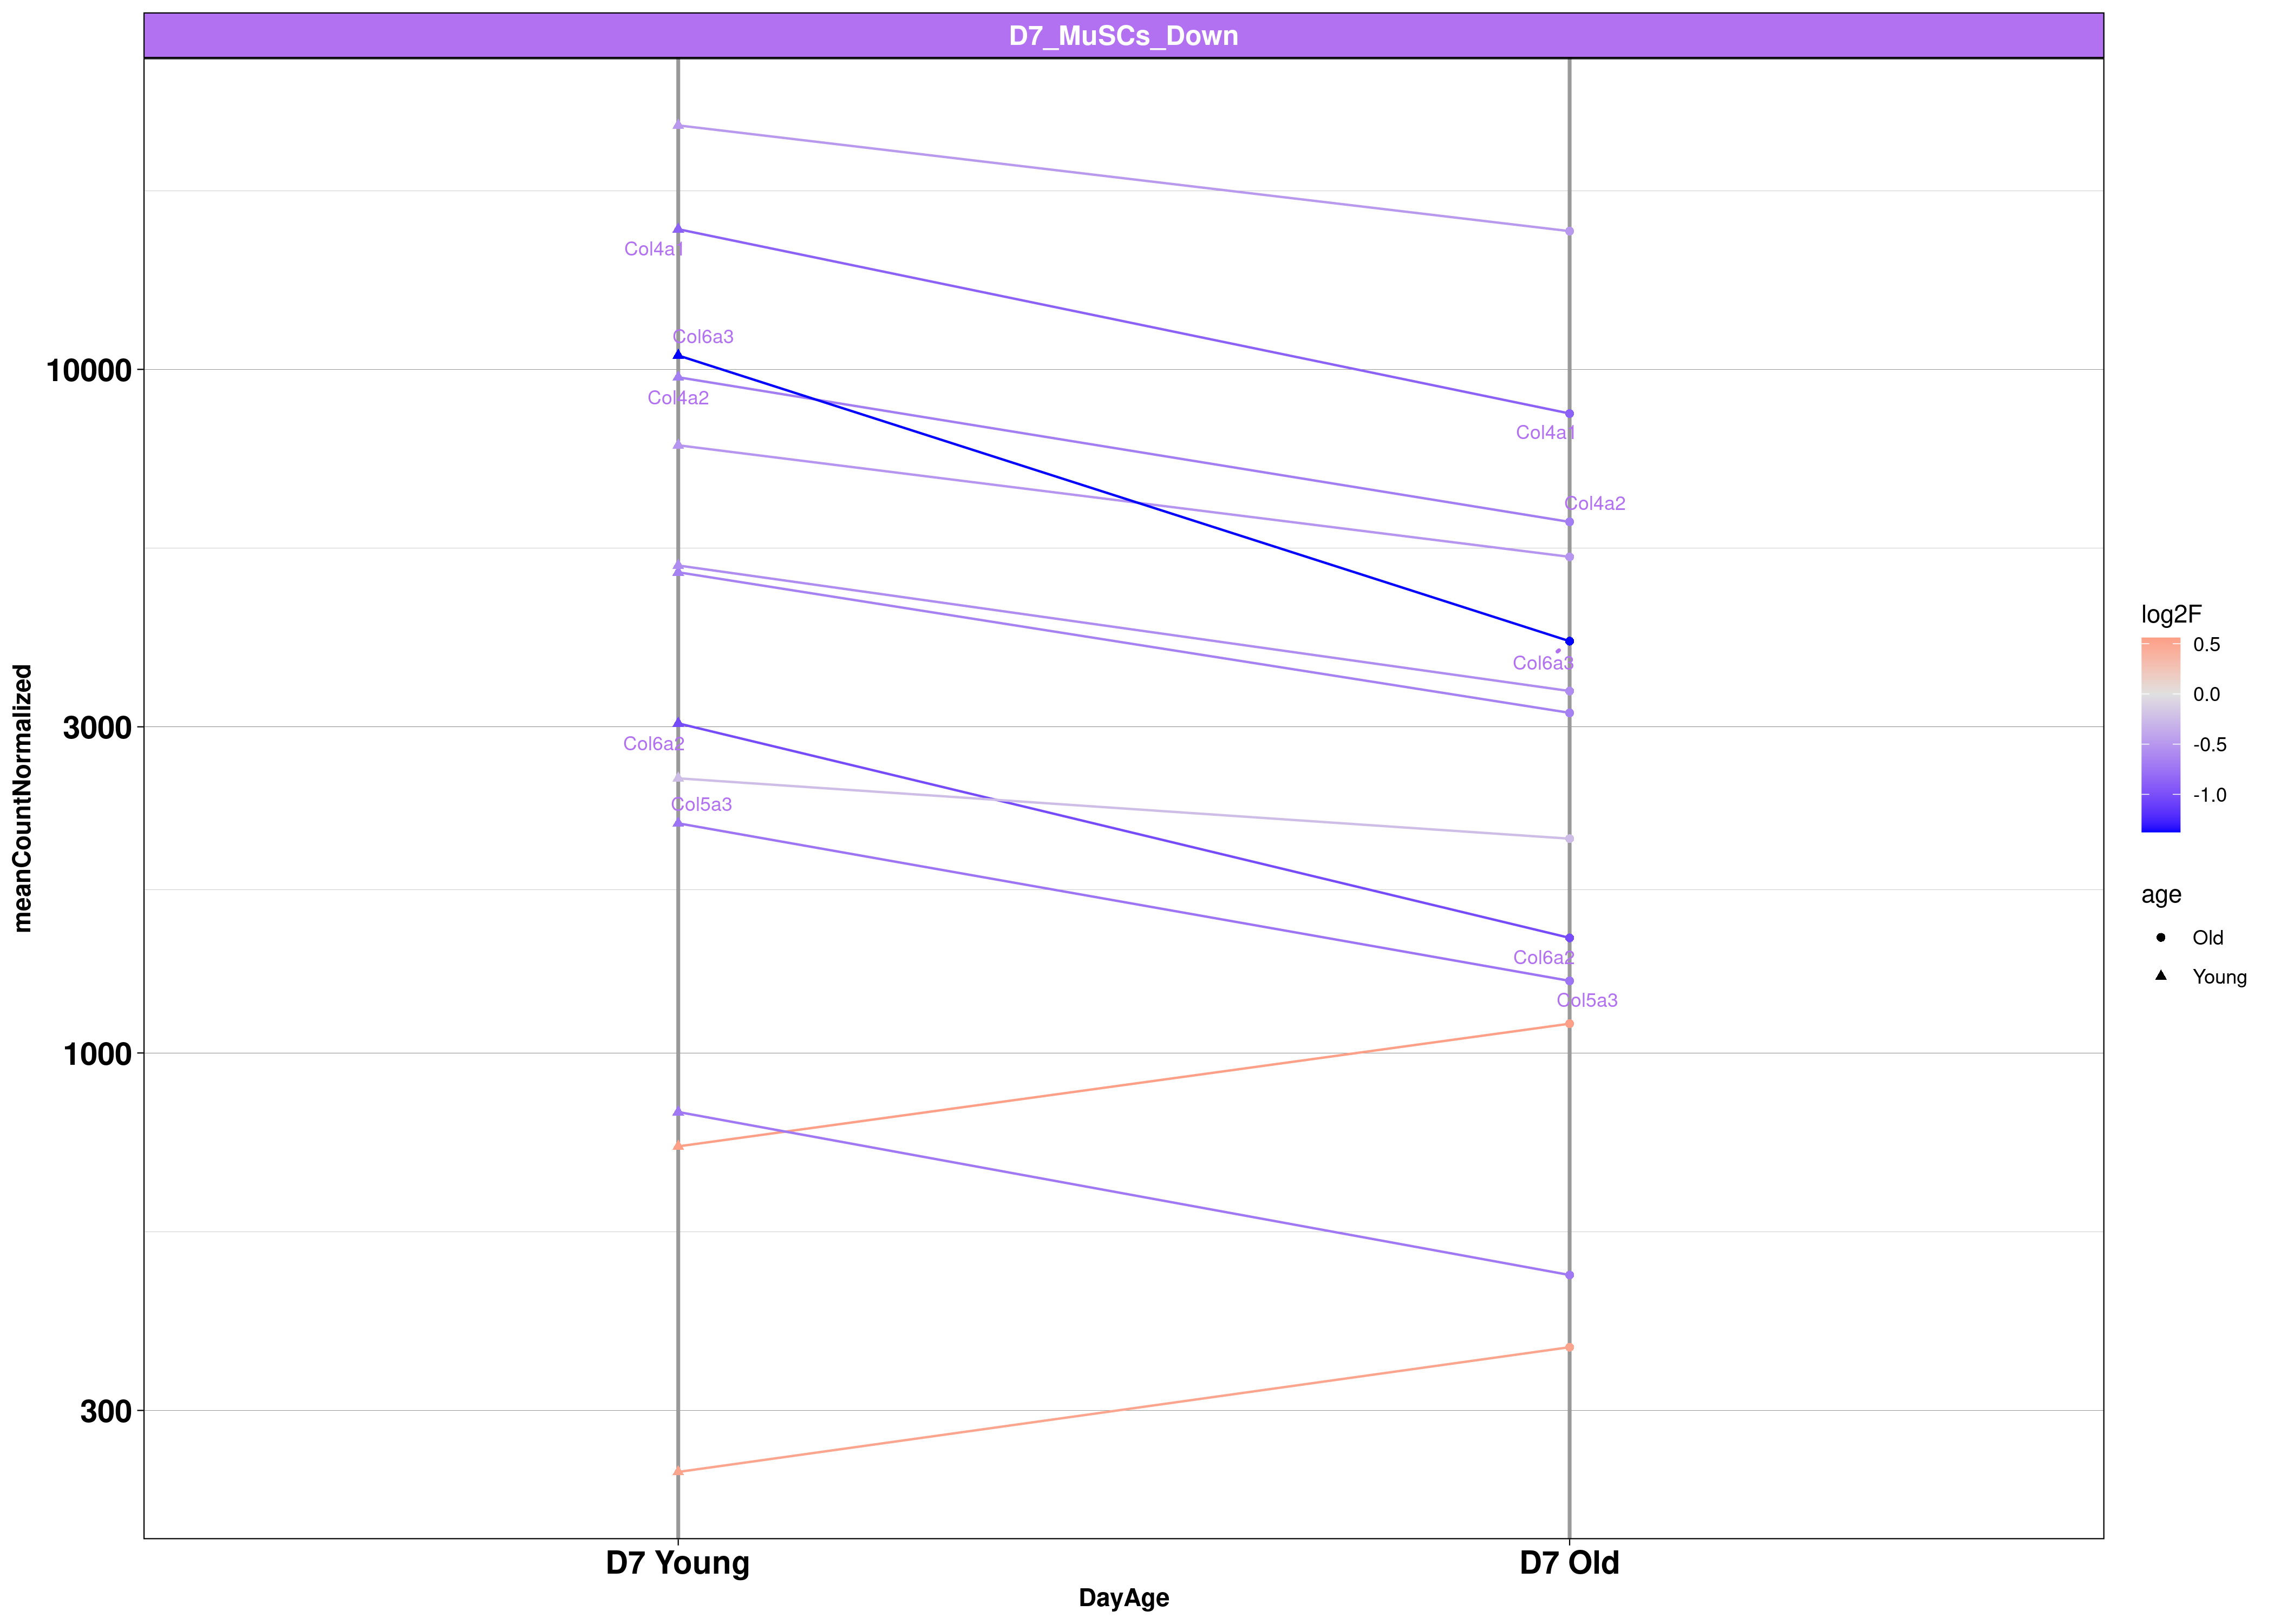 D7_MuSCs_Down
Col4a1
Col6a3
10000
Col4a2
Col4a1
Col4a2
Col6a3
3000
Col6a2
Col5a3
Col6a2
Col5a3
1000
300
meanCountNormalized
D7 Young
D7 Old
DayAge
log2F
0.5
0.0
-0.5
-1.0
age
Old
Young